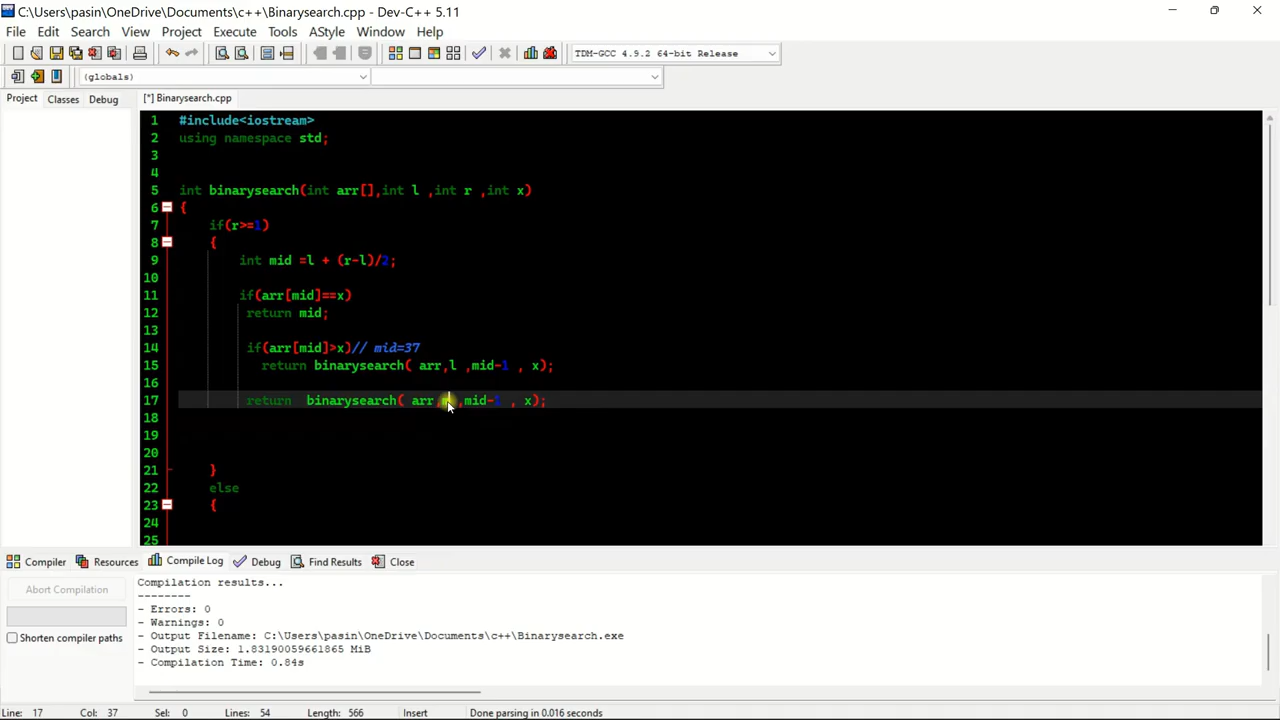 C:\Users\pasin\OneDrive\Documents\c++\Binarysearch.cpp - Dev-C++ 5.11
File Edit Search View Project Execute Tools AStyle Window Help
TDM-GCC 4.9.2 64-bit Release
(globals)
Project Classes Debug [*] Binarysearch.cpp
1 #include<iostream>
2 using namespace std;
3
4
5 int binarysearch(int arr[],int l ,int r ,int x)
6 {
7 if(r>=1)
8 {
9 int mid =l + (r-l)/2;
10
11 if(arr[mid]==x)
12 return mid;
13
14 if(arr[mid]>x)// mid=37
15 return binarysearch( arr,l ,mid-1 , x);
16
17 return binarysearch( arr, ,mid-1 , x);
18
19
20
21 }
22 else
23 {
24
25
Compiler Resources Compile Log Debug Find Results Close
Abort Compilation
Shorten compiler paths
Compilation results...
--------
- Errors: 0
- Warnings: 0
- Output Filename: C:\Users\pasin\OneDrive\Documents\c++\Binarysearch.exe
- Output Size: 1.83190059661865 MiB
- Compilation Time: 0.84s
Line: 17 Col: 37 Sel: 0 Lines: 54 Length: 566 Insert Done parsing in 0.016 seconds